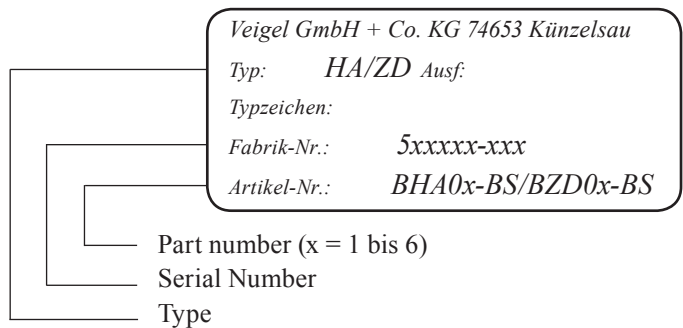 Veigel GmbH + Co. KG 74653 Künzelsau
Typ: HA/ZD Ausf:
Typzeichen:
Fabrik-Nr.: 5xxxxx-xxx
Artikel-Nr.: BHA0x-BS/BZD0x-BS
Part number (x = 1 bis 6)
Serial Number
Type